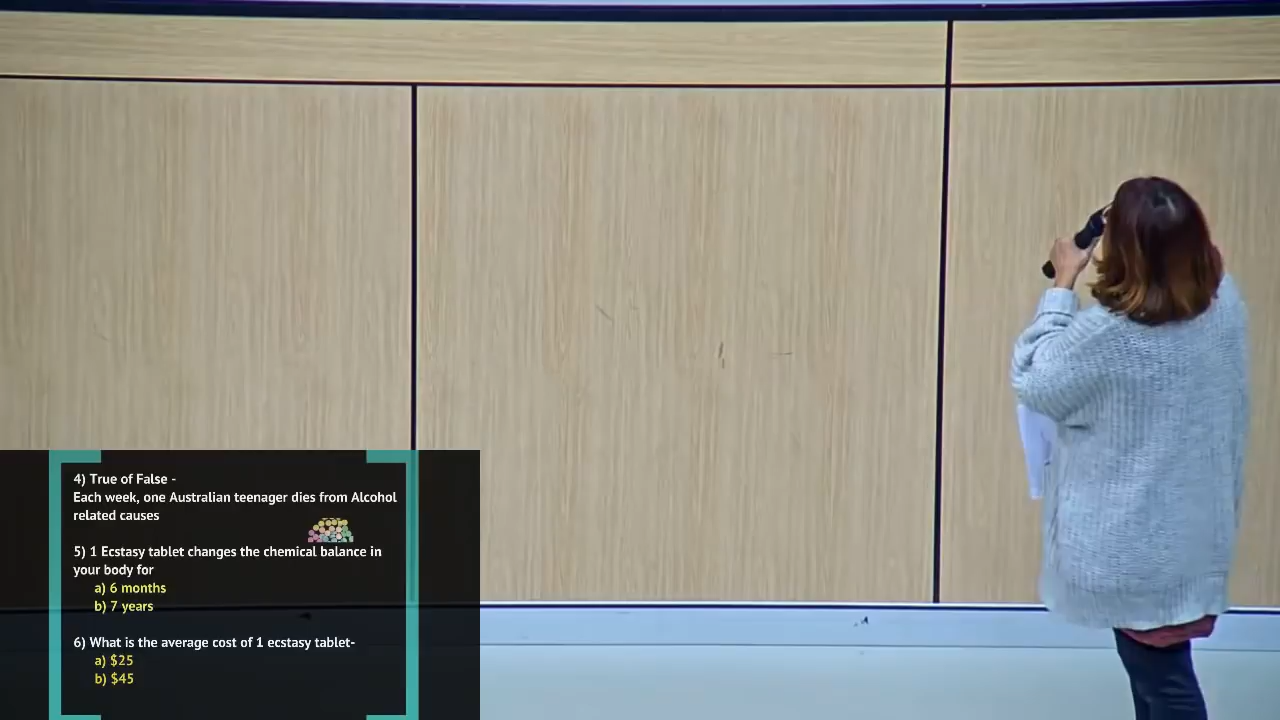 4) True of False -
Each week, one Australian teenager dies from Alcohol
related causes
5) 1 Ecstasy tablet changes the chemical balance in
your body for
a) 6 months
b) 7 years
6) What is the average cost of 1 ecstasy tablet-
a) $25
b) $45